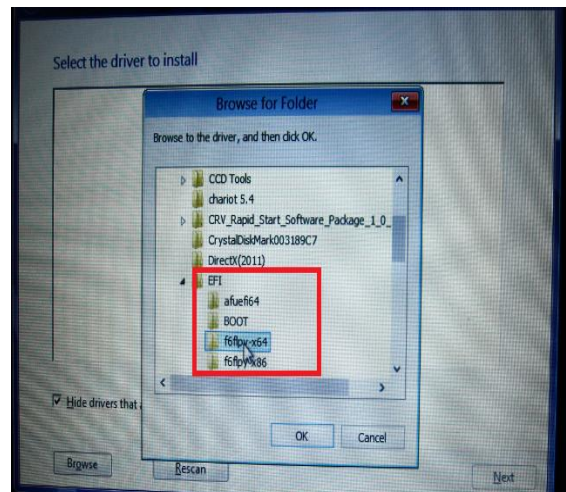 Select the driver to install
Browse for Folder
Browse to the driver, and then click OK.
CCD Tools
chariot 5.4
CRV_Rapid_Start_Software_Package_1_0_
CrystalDiskMark003189C7
DirectX(2011)
EFI
afuefi64
BOOT
f6flpy-x64
f6flpy-x86
Hide drivers that
OK Cancel
Browse Rescan Next